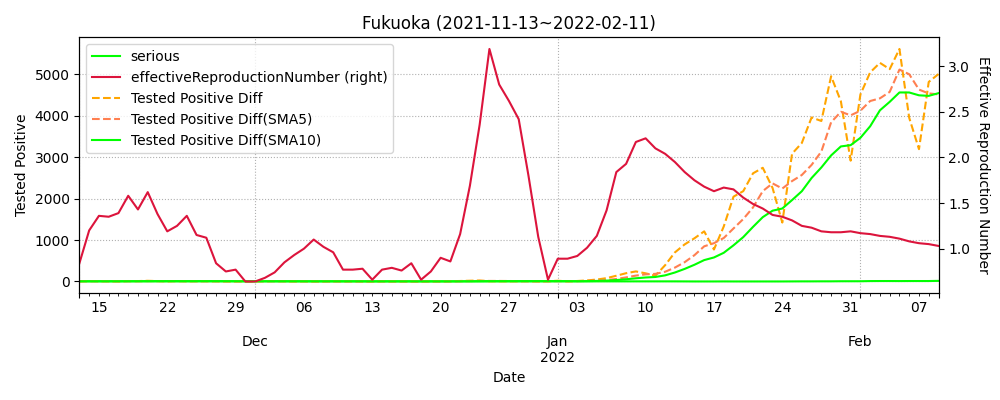 Fukuoka (2021-11-13~2022-02-11)
serious
effectiveReproductionNumber (right)
Tested Positive Diff
Tested Positive Diff(SMA5)
Tested Positive Diff(SMA10)
Tested Positive
5000
4000
3000
2000
1000
0
Effective Reproduction Number
3.0
2.5
2.0
1.5
1.0
15 22 29 06 13 20 27 03 10 17 24 31 07
Dec Jan Feb
2022
Date